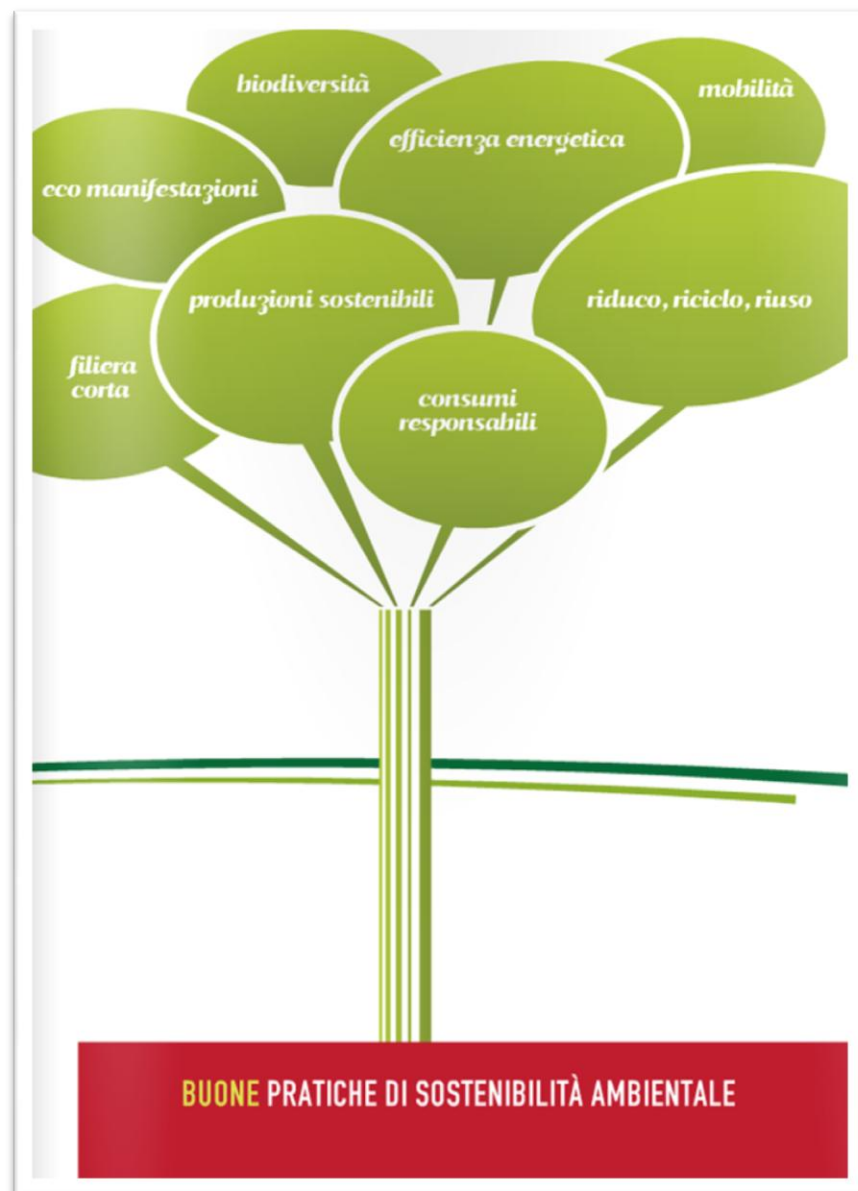 biodiversità
mobilità
efficienza energetica
eco manifestazioni
produzioni sostenibili
riduco, riciclo, riuso
filiera
corta
consumi
responsabili
BUONE PRATICHE DI SOSTENIBILITÀ AMBIENTALE